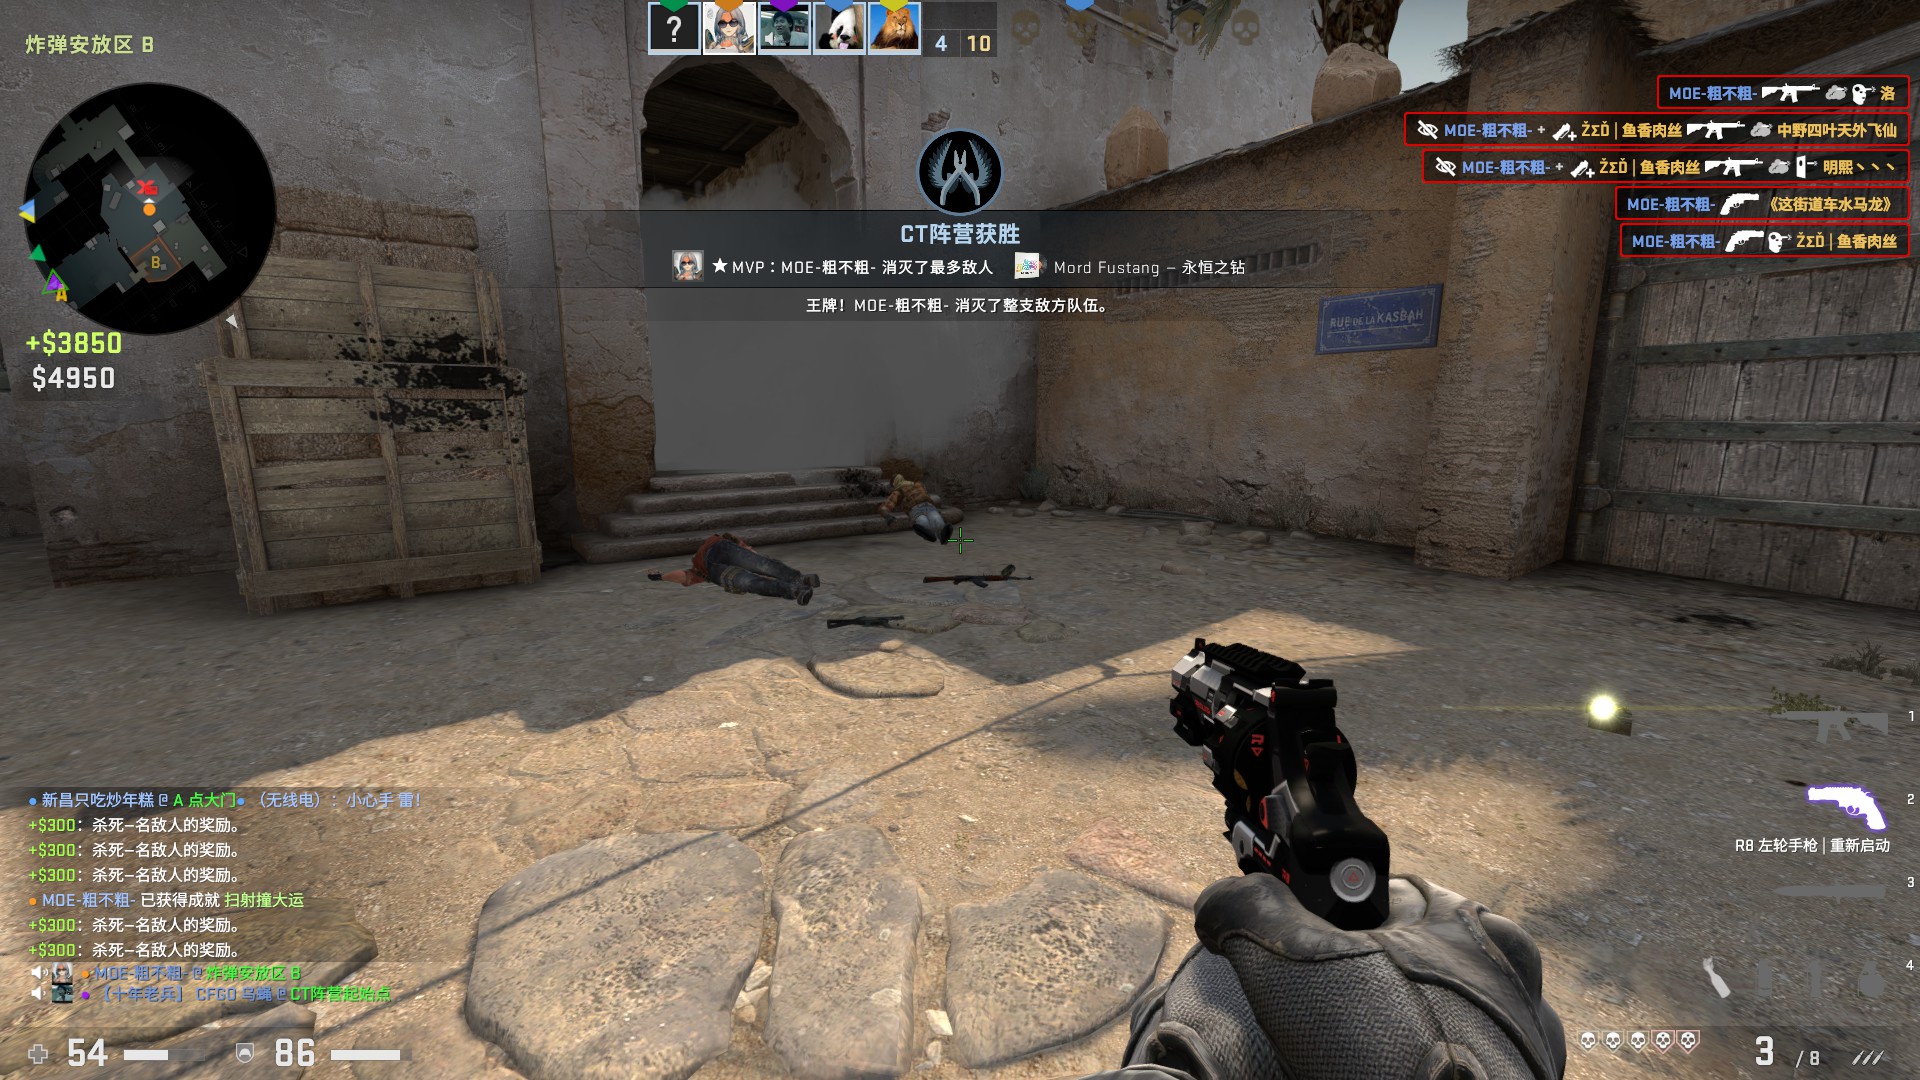 炸弹安放区 B
?
4 10
MOE-粗不粗- 洛
MOE-粗不粗- + ŽΣĎ | 鱼香肉丝 中野四叶天外飞仙
MOE-粗不粗- + ŽΣĎ | 鱼香肉丝 明熙丶丶丶
MOE-粗不粗- 《这街道车水马龙》
MOE-粗不粗- ŽΣĎ | 鱼香肉丝
CT阵营获胜
★ MVP：MOE-粗不粗- 消灭了最多敌人 Mord Fustang – 永恒之钻
王牌！MOE-粗不粗- 消灭了整支敌方队伍。
RUE DE LA KASBAH
B
A
+$3850
$4950
1
2
R8 左轮手枪 | 重新启动
3
4
● 新昌只吃炒年糕 @ A 点大门● （无线电）：小心手雷！
+$300：杀死一名敌人的奖励。
+$300：杀死一名敌人的奖励。
+$300：杀死一名敌人的奖励。
● MOE-粗不粗- 已获得成就 扫射撞大运
+$300：杀死一名敌人的奖励。
+$300：杀死一名敌人的奖励。
● MOE-粗不粗- @ 炸弹安放区 B
● 【十年老兵】 CFGO 乌蝇 @ CT阵营起始点
54 86
3 / 8